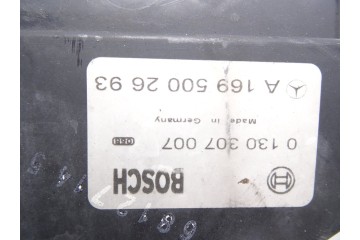 BOSCH
0 130 307 007
Made in Germany
A 169 500 26 93